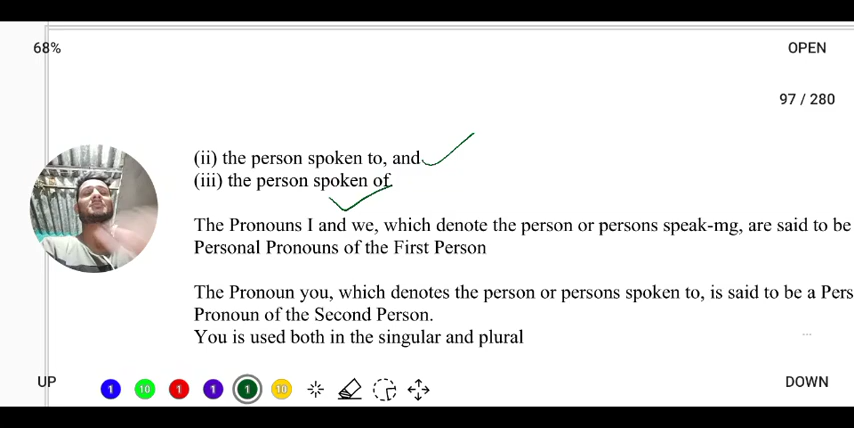 68%
OPEN
97 / 280
(ii) the person spoken to, and
(iii) the person spoken of.
The Pronouns I and we, which denote the person or persons speak-mg, are said to be
Personal Pronouns of the First Person
The Pronoun you, which denotes the person or persons spoken to, is said to be a Pers
Pronoun of the Second Person.
You is used both in the singular and plural
UP
1 10 1 1 1 10
DOWN